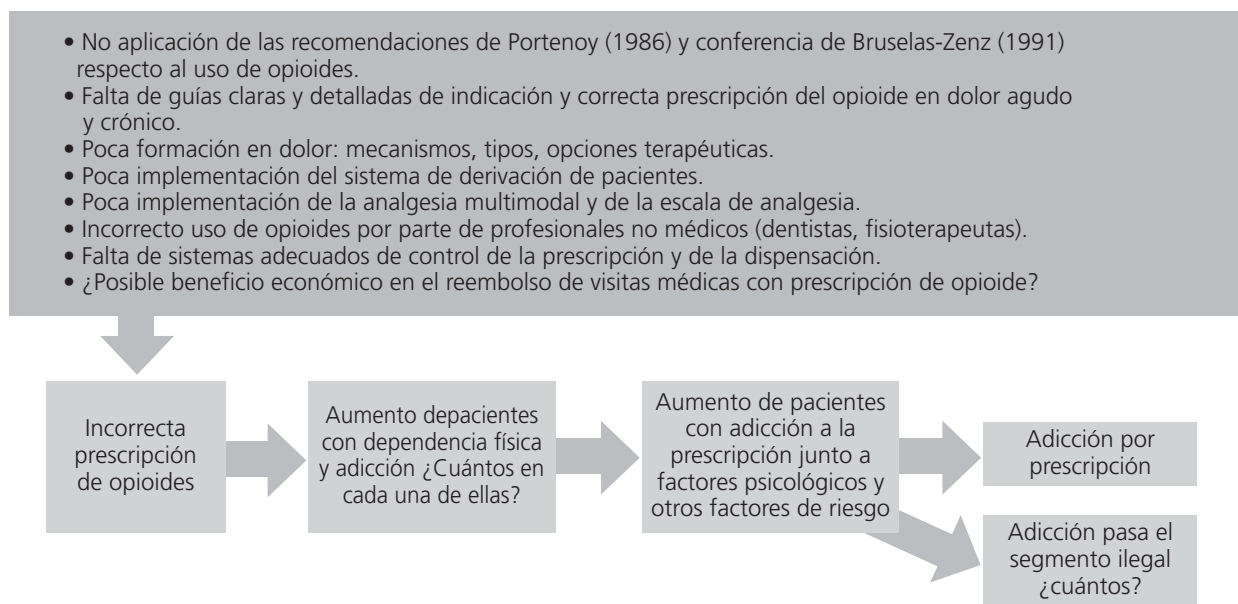 • No aplicación de las recomendaciones de Portenoy (1986) y conferencia de Bruselas-Zenz (1991)
respecto al uso de opioides.
• Falta de guías claras y detalladas de indicación y correcta prescripción del opioide en dolor agudo
y crónico.
• Poca formación en dolor: mecanismos, tipos, opciones terapéuticas.
• Poca implementación del sistema de derivación de pacientes.
• Poca implementación de la analgesia multimodal y de la escala de analgesia.
• Incorrecto uso de opioides por parte de profesionales no médicos (dentistas, fisioterapeutas).
• Falta de sistemas adecuados de control de la prescripción y de la dispensación.
• ¿Posible beneficio económico en el reembolso de visitas médicas con prescripción de opioide?
Incorrecta
prescripción
de opioides
Aumento depacientes
con dependencia física
y adicción ¿Cuántos en
cada una de ellas?
Aumento de pacientes
con adicción a la
prescripción junto a
factores psicológicos y
otros factores de riesgo
Adicción por
prescripción
Adicción pasa el
segmento ilegal
¿cuántos?